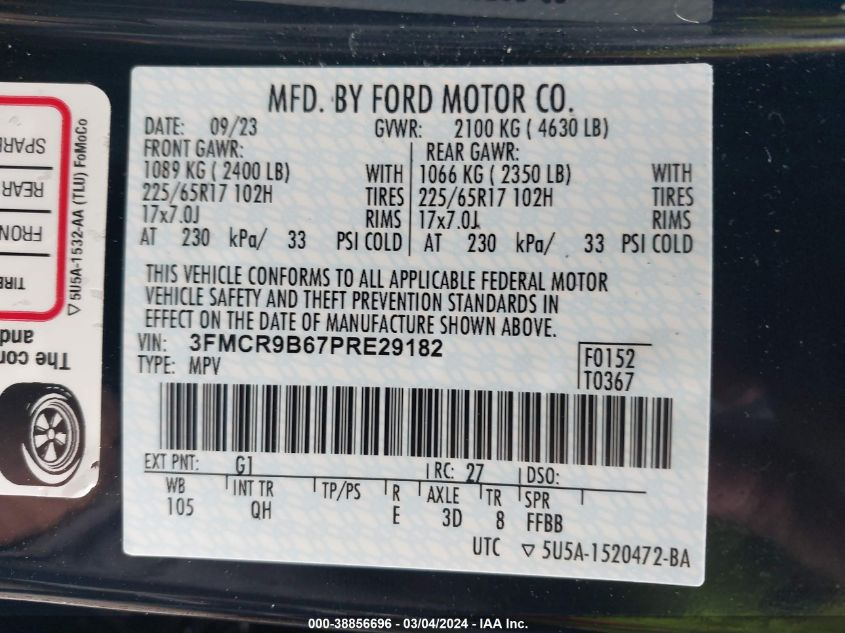 MFD. BY FORD MOTOR CO.
DATE: 09/23 GVWR: 2100 KG ( 4630 LB)
FRONT GAWR: REAR GAWR:
1089 KG ( 2400 LB) WITH 1066 KG ( 2350 LB) WITH
225/65R17 102H TIRES 225/65R17 102H TIRES
17x7.0J RIMS 17x7.0J RIMS
AT 230 kPa/ 33 PSI COLD AT 230 kPa/ 33 PSI COLD
THIS VEHICLE CONFORMS TO ALL APPLICABLE FEDERAL MOTOR
VEHICLE SAFETY AND THEFT PREVENTION STANDARDS IN
EFFECT ON THE DATE OF MANUFACTURE SHOWN ABOVE.
VIN: 3FMCR9B67PRE29182
TYPE: MPV
F0152
T0367
EXT PNT: G1 RC: 27 DSO:
WB INT TR TP/PS R AXLE TR SPR
105 QH E 3D 8 FFBB
UTC ▽ 5U5A-1520472-BA
SPAR
REAR
FRON
TIRE
▽ 5U5A-1532-AA (TLU) FoMoCo
The co
and
000-38856696 - 03/04/2024 - IAA Inc.